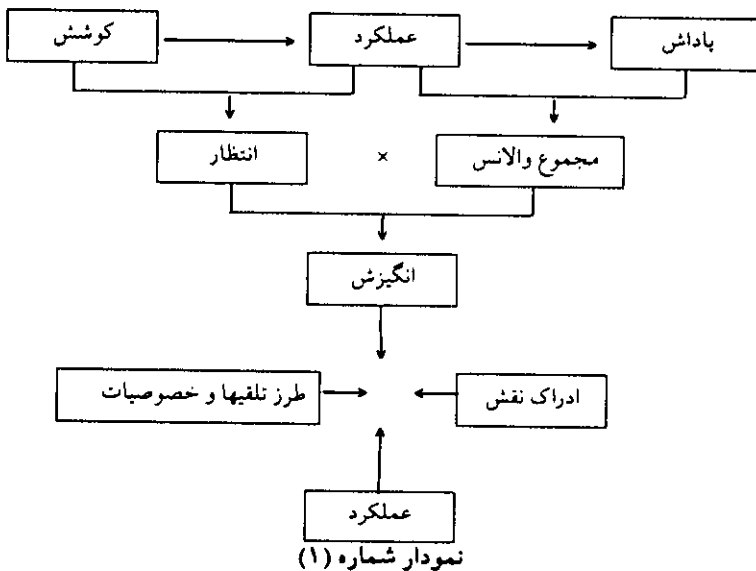 کوشش
عملکرد
پاداش
انتظار
×
مجموع والانس
انگیزش
طرز تلقیها و خصوصیات
ادراک نقش
عملکرد
نمودار شماره (۱)